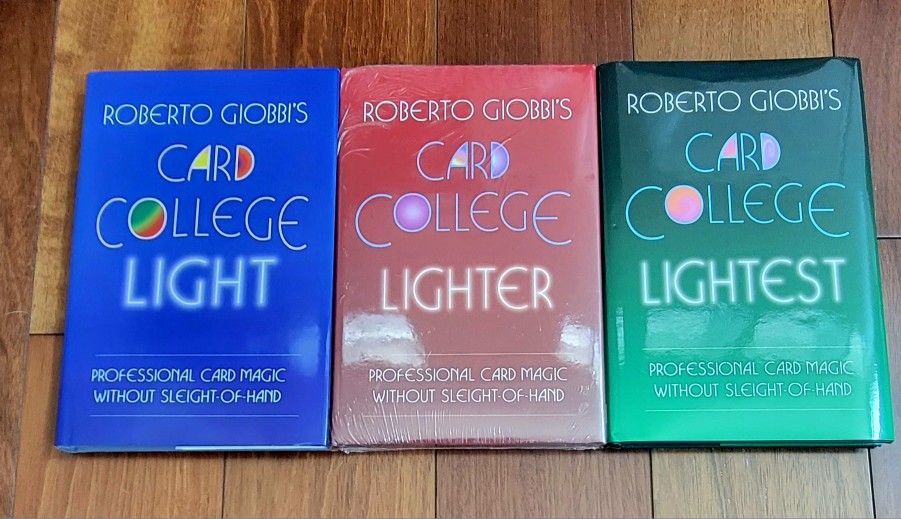 ROBERTO GIOBBI'S
CARD
COLLEGE
LIGHT
PROFESSIONAL CARD MAGIC
WITHOUT SLEIGHT-OF-HAND
ROBERTO GIOBBI'S
CARD
COLLEGE
LIGHTER
PROFESSIONAL CARD MAGIC
WITHOUT SLEIGHT-OF-HAND
ROBERTO GIOBBI'S
CARD
COLLEGE
LIGHTEST
PROFESSIONAL CARD MAGIC
WITHOUT SLEIGHT-OF-HAND